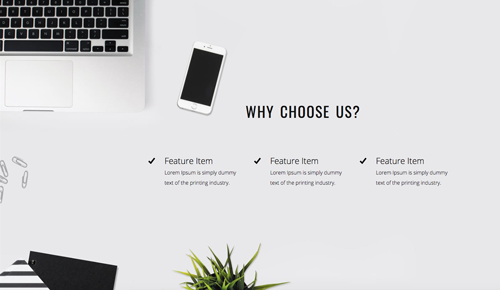 WHY CHOOSE US?
Feature Item
Lorem Ipsum is simply dummy
text of the printing industry.
Feature Item
Lorem Ipsum is simply dummy
text of the printing industry.
Feature Item
Lorem Ipsum is simply dummy
text of the printing industry.